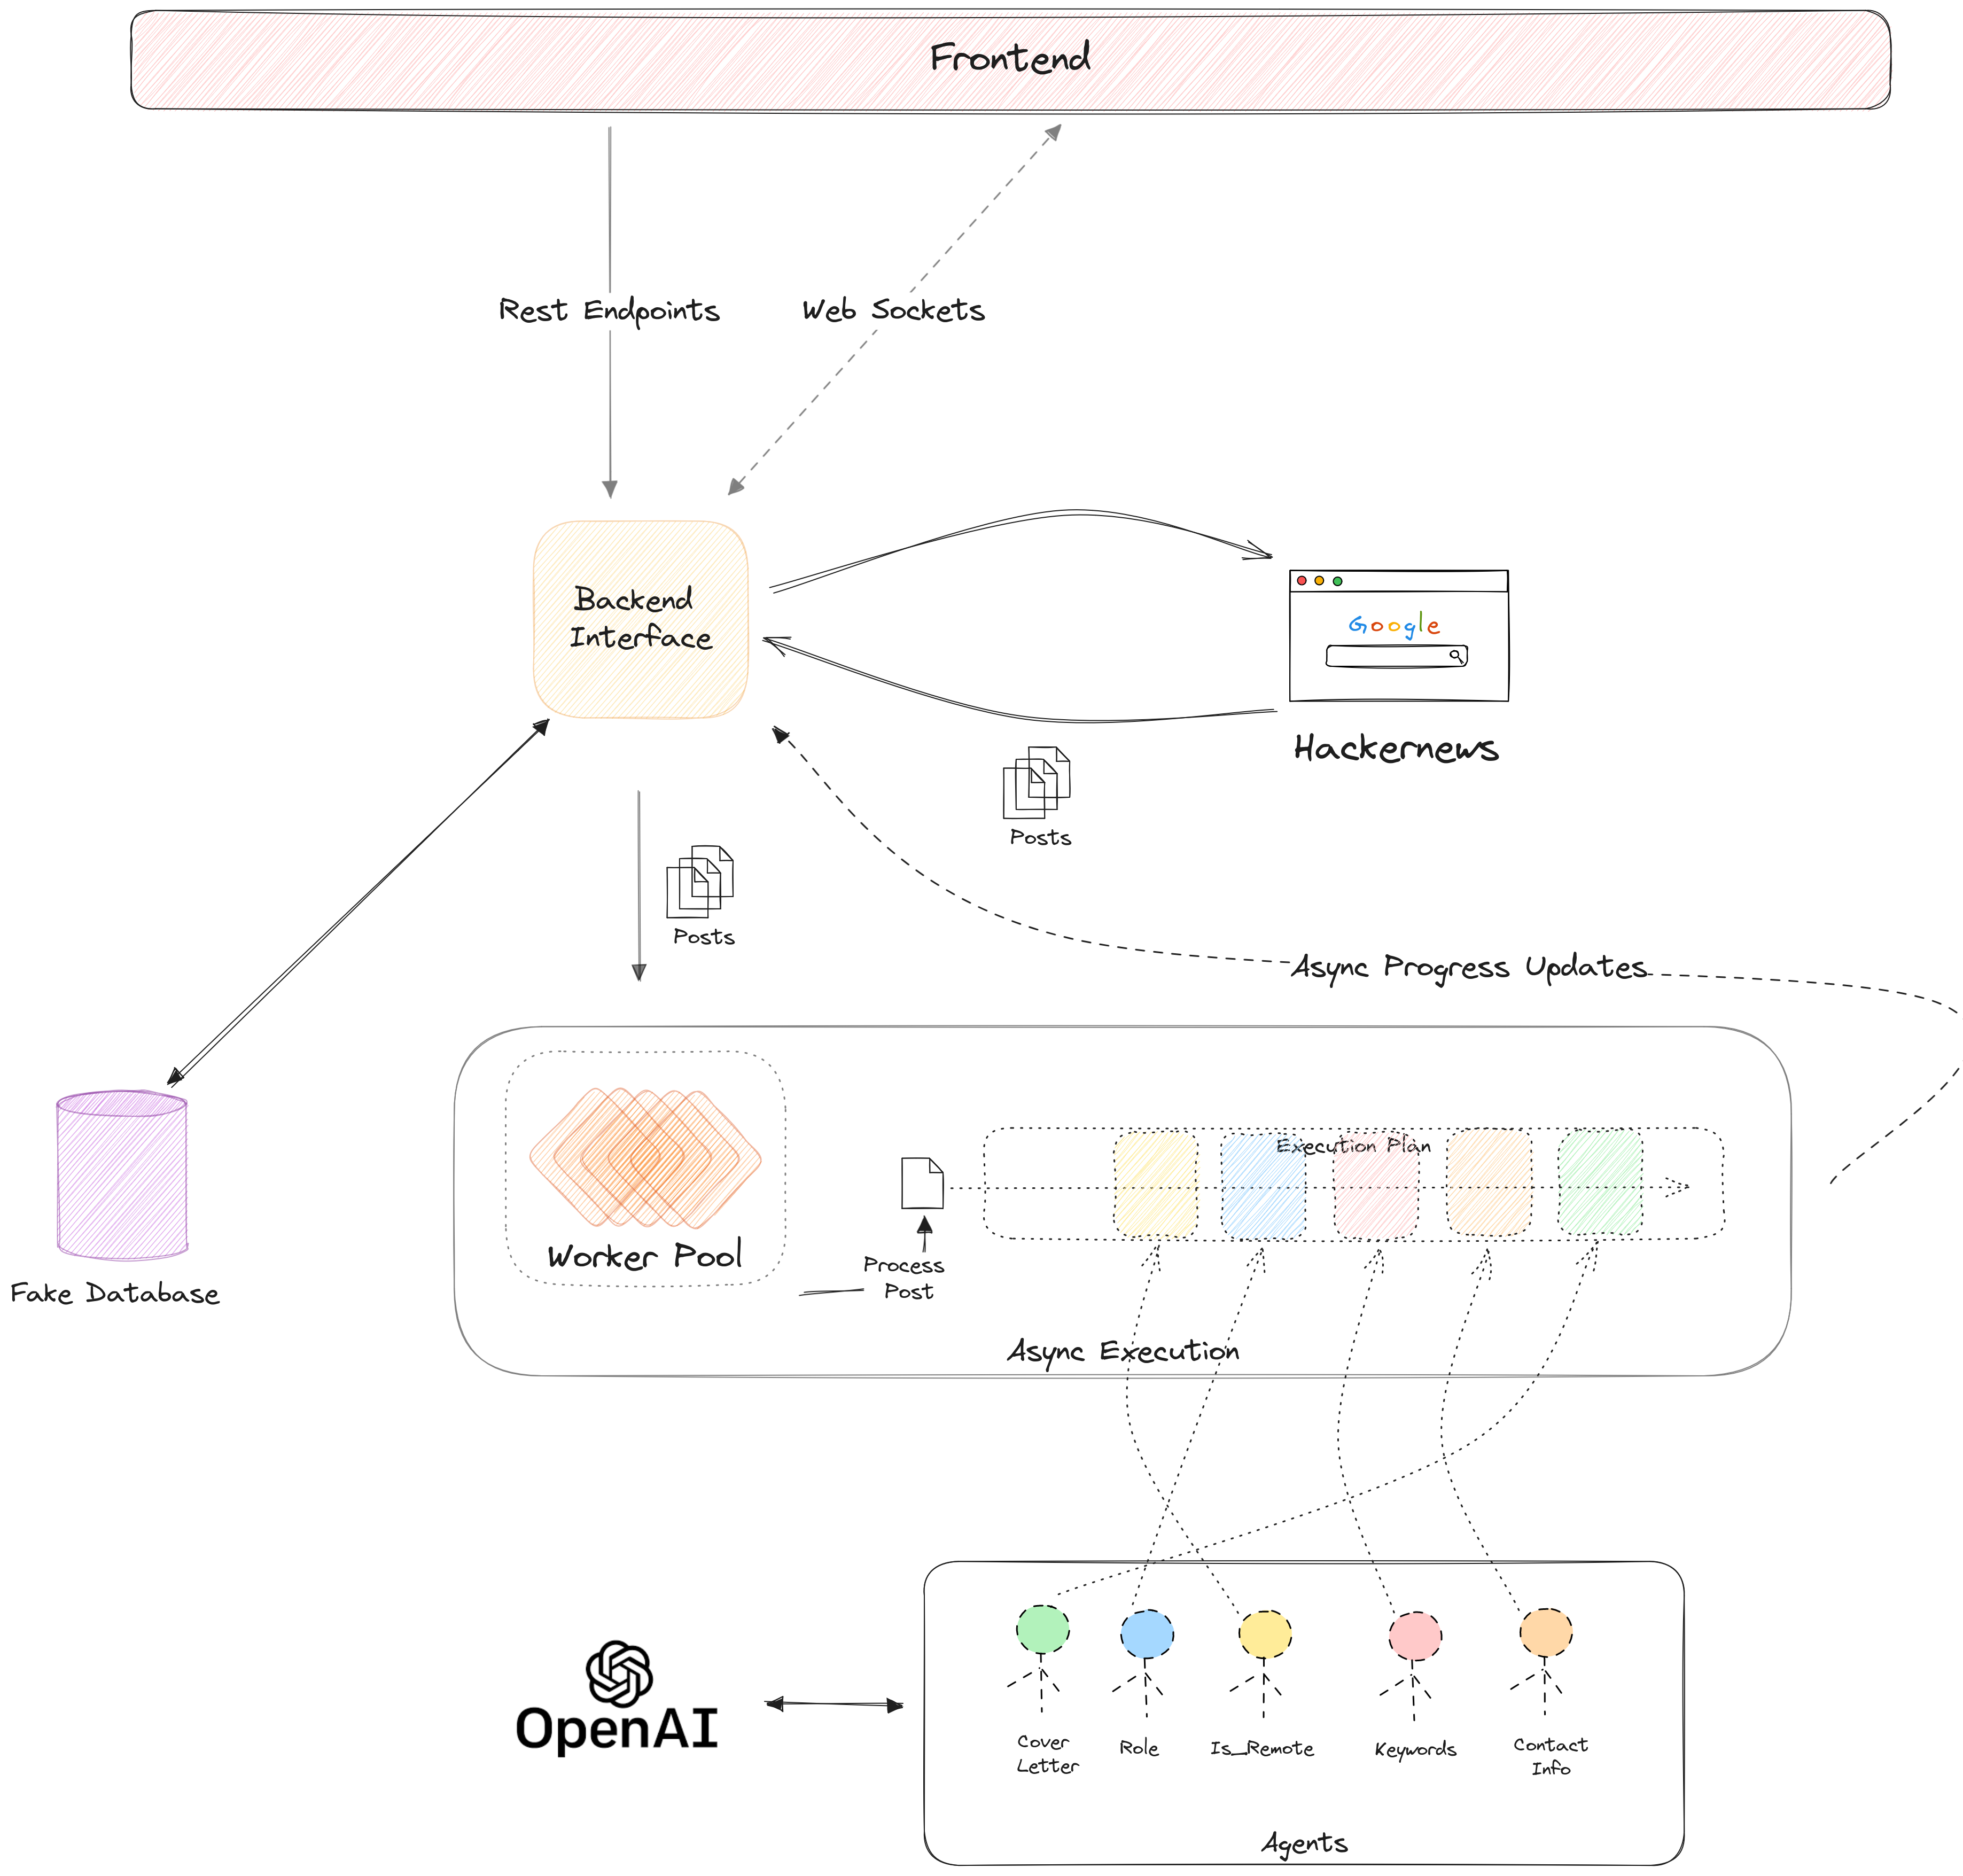 Frontend
Rest Endpoints
Web Sockets
Backend
Interface
Google
Hackernews
Posts
Posts
Async Progress Updates
Execution Plan
Worker Pool
Process
Post
Fake Database
Async Execution
OpenAI
Cover
Letter
Role
Is_Remote
Keywords
Contact
Info
Agents